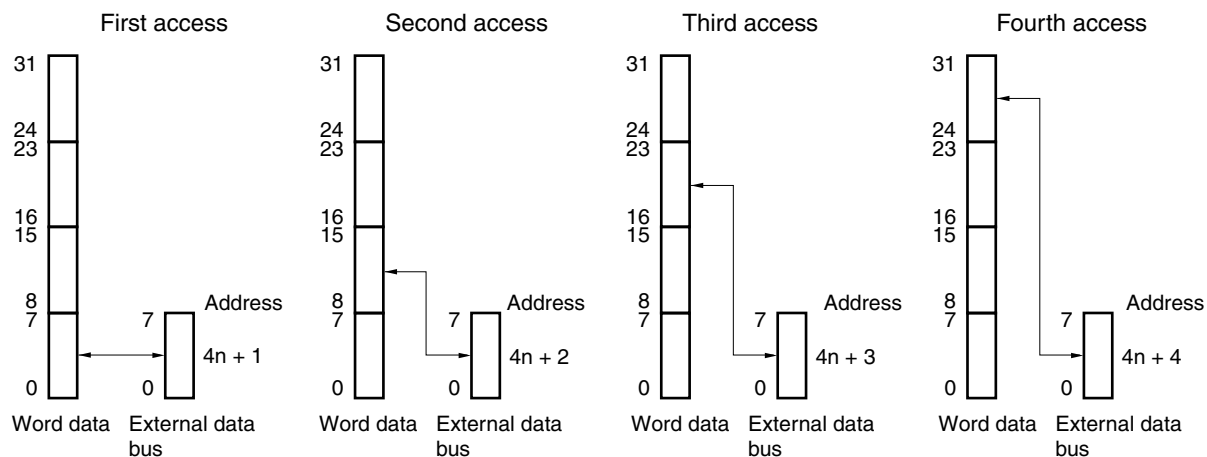 First access
31
24
23
16
15
8
7
0
Address
7
4n + 1
0
Word data
External data
bus
Second access
31
24
23
16
15
8
7
0
Address
7
4n + 2
0
Word data
External data
bus
Third access
31
24
23
16
15
8
7
0
Address
7
4n + 3
0
Word data
External data
bus
Fourth access
31
24
23
16
15
8
7
0
Address
7
4n + 4
0
Word data
External data
bus